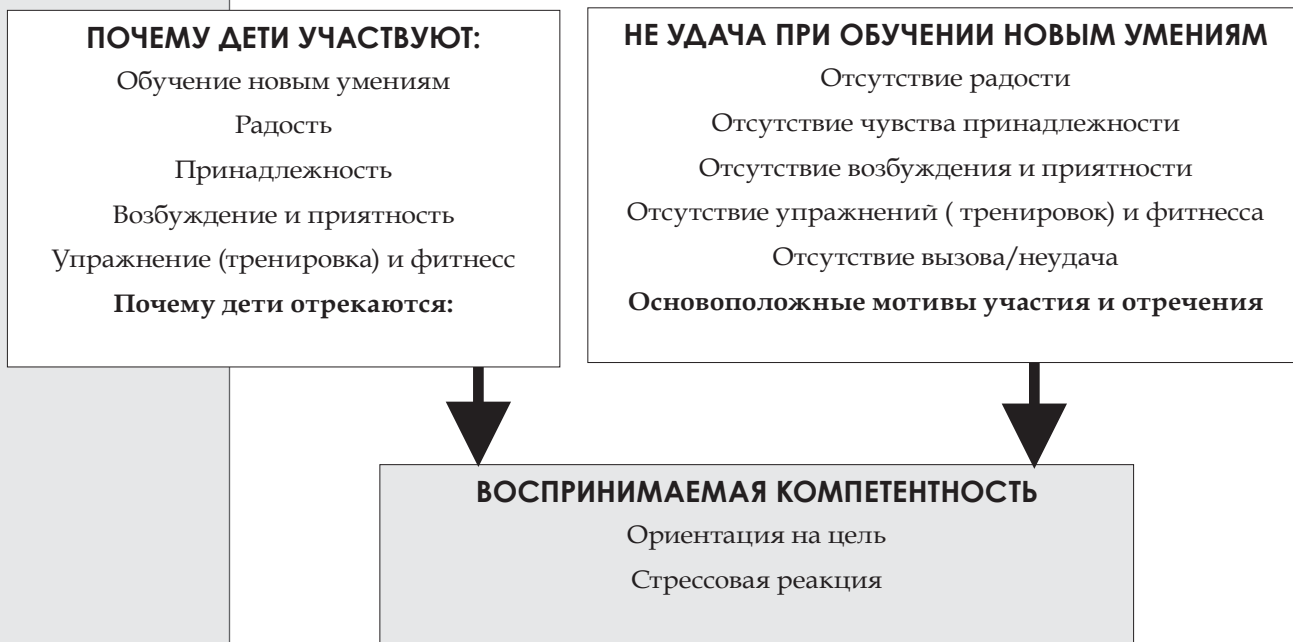 ПОЧЕМУ ДЕТИ УЧАСТВУЮТ:
Обучение новым умениям
Радость
Принадлежность
Возбуждение и приятность
Упражнение (тренировка) и фитнесс
Почему дети отрекаются:
НЕ УДАЧА ПРИ ОБУЧЕНИИ НОВЫМ УМЕНИЯМ
Отсутствие радости
Отсутствие чувства принадлежности
Отсутствие возбуждения и приятности
Отсутствие упражнений ( тренировок) и фитнесса
Отсутствие вызова/неудача
Основоположные мотивы участия и отречения
ВОСПРИНИМАЕМАЯ КОМПЕТЕНТНОСТЬ
Ориентация на цель
Стрессовая реакция